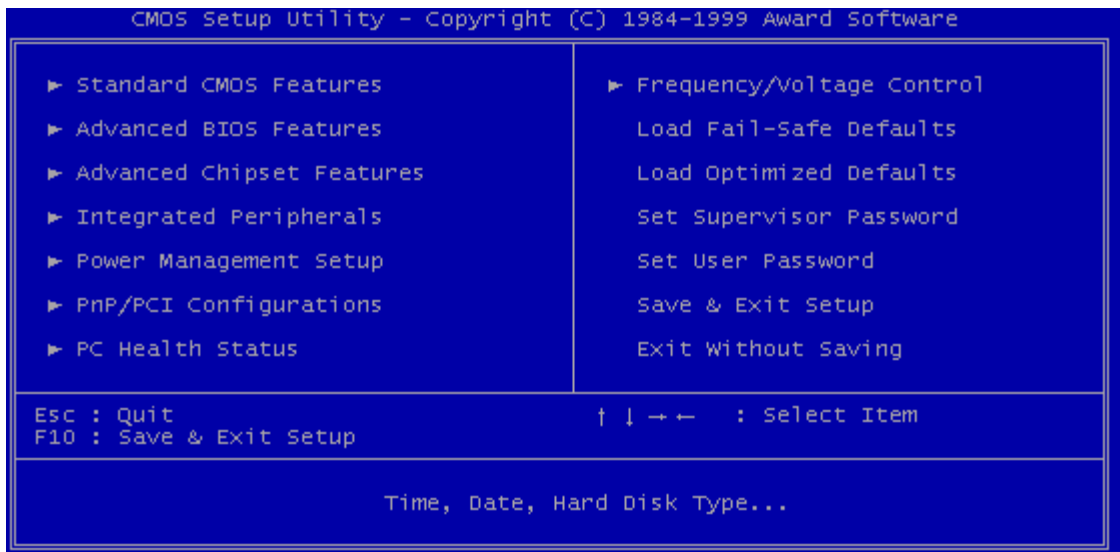 CMOS Setup Utility - Copyright (C) 1984-1999 Award Software
► Standard CMOS Features
► Advanced BIOS Features
► Advanced Chipset Features
► Integrated Peripherals
► Power Management Setup
► PnP/PCI Configurations
► PC Health Status
► Frequency/Voltage Control
Load Fail-Safe Defaults
Load Optimized Defaults
Set Supervisor Password
Set User Password
Save & Exit Setup
Exit Without Saving
Esc : Quit
F10 : Save & Exit Setup
↑ ↓ → ← : Select Item
Time, Date, Hard Disk Type...